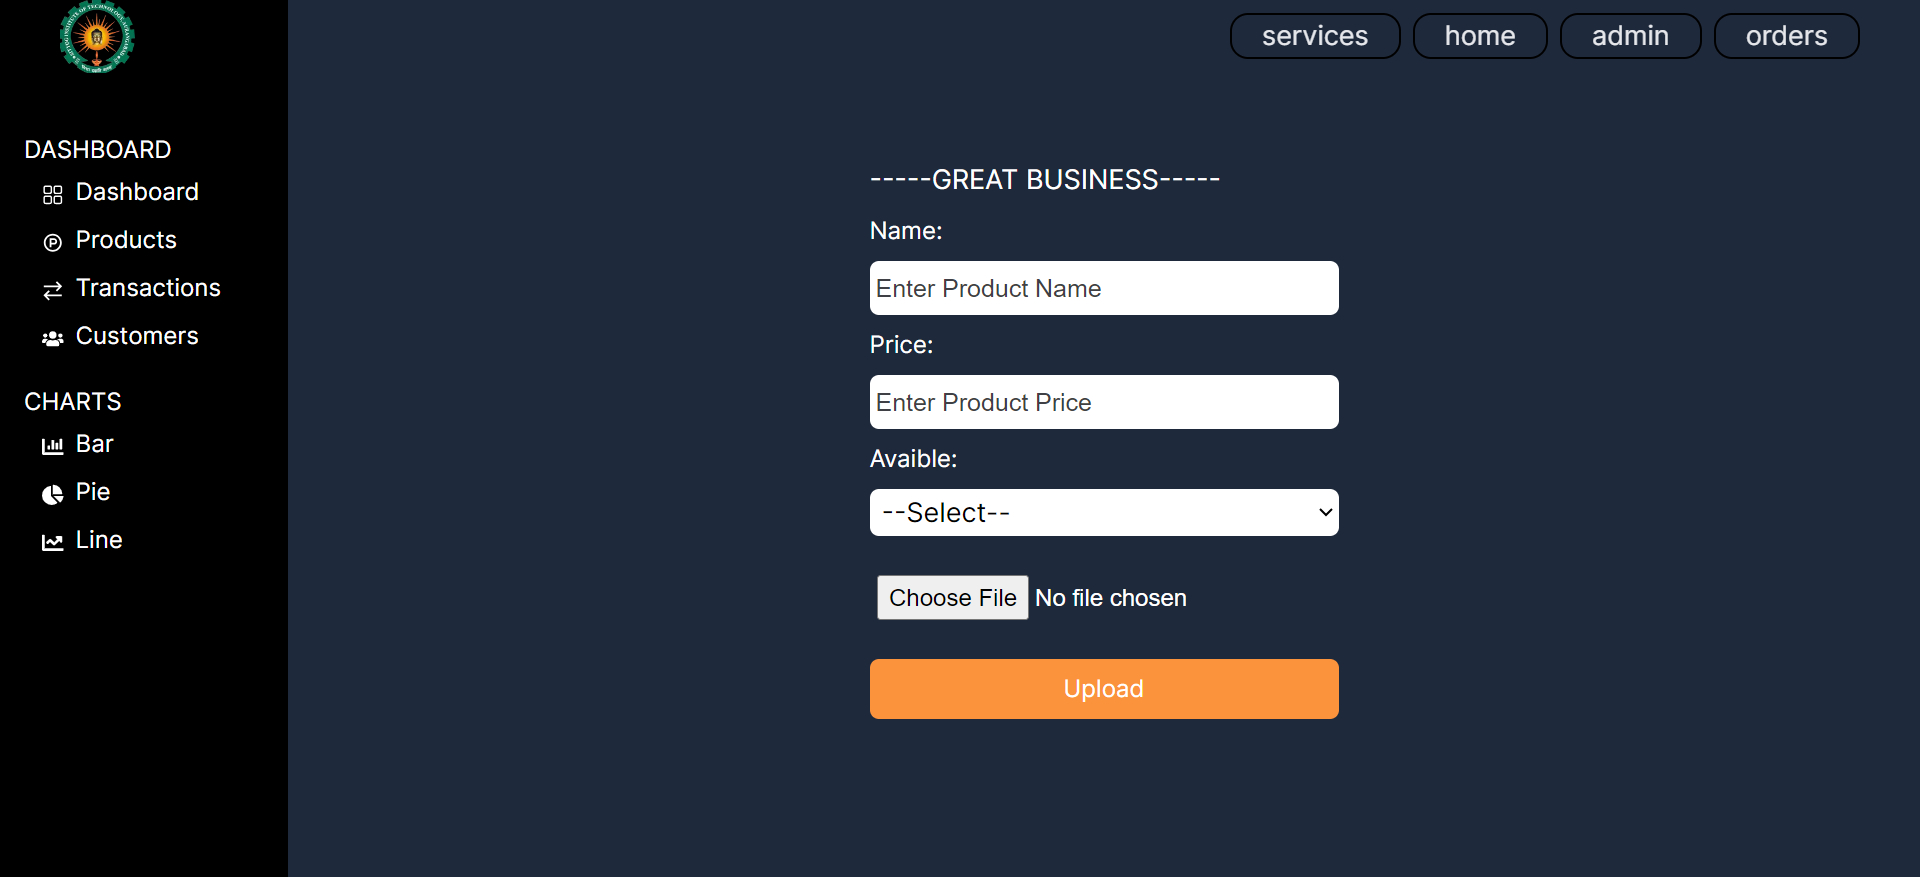 services
home
admin
orders
DASHBOARD
Dashboard
Products
Transactions
Customers
CHARTS
Bar
Pie
Line
-----GREAT BUSINESS-----
Name:
Enter Product Name
Price:
Enter Product Price
Avaible:
--Select--
Choose File No file chosen
Upload